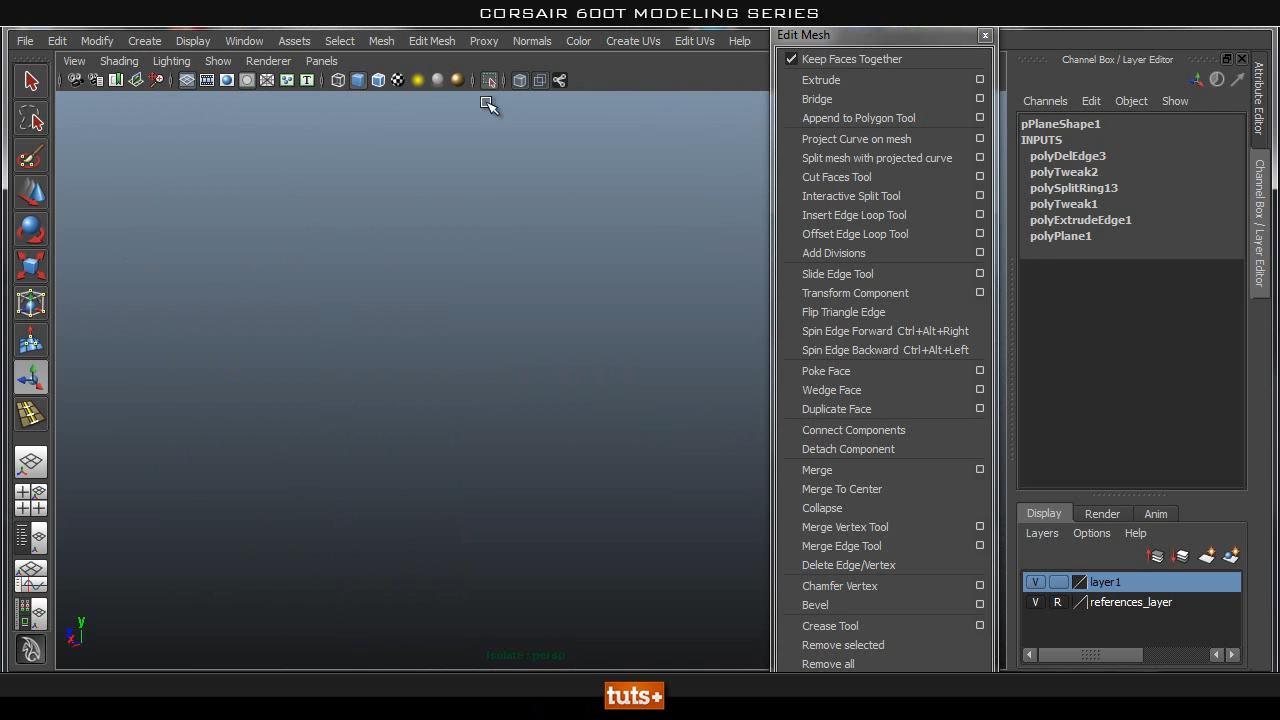 CORSAIR 600T MODELING SERIES
File Edit Modify Create Display Window Assets Select Mesh Edit Mesh Proxy Normals Color Create UVs Edit UVs Help
View Shading Lighting Show Renderer Panels
T
Isolate : persp
y
x
Edit Mesh
Keep Faces Together
Extrude
Bridge
Append to Polygon Tool
Project Curve on mesh
Split mesh with projected curve
Cut Faces Tool
Interactive Split Tool
Insert Edge Loop Tool
Offset Edge Loop Tool
Add Divisions
Slide Edge Tool
Transform Component
Flip Triangle Edge
Spin Edge Forward Ctrl+Alt+Right
Spin Edge Backward Ctrl+Alt+Left
Poke Face
Wedge Face
Duplicate Face
Connect Components
Detach Component
Merge
Merge To Center
Collapse
Merge Vertex Tool
Merge Edge Tool
Delete Edge/Vertex
Chamfer Vertex
Bevel
Crease Tool
Remove selected
Remove all
Channel Box / Layer Editor
Channels Edit Object Show
pPlaneShape1
INPUTS
polyDelEdge3
polyTweak2
polySplitRing13
polyTweak1
polyExtrudeEdge1
polyPlane1
Display Render Anim
Layers Options Help
V layer1
V R references_layer
Attribute Editor
Channel Box / Layer Editor
tuts+